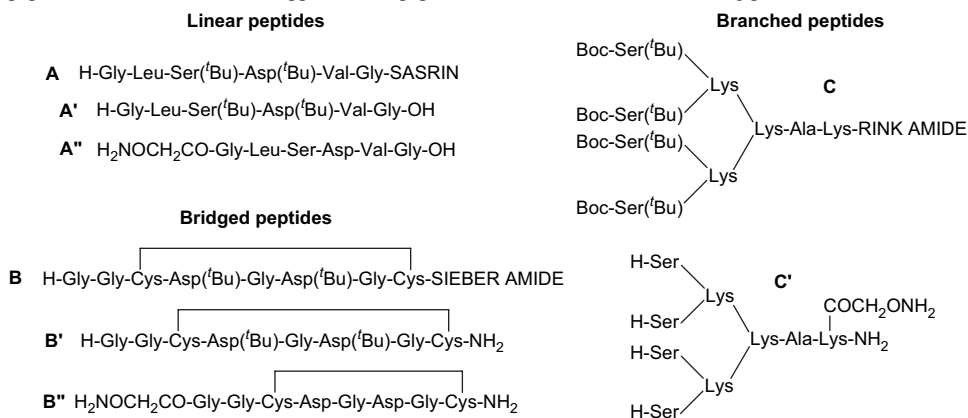 Linear peptides
A H-Gly-Leu-Ser(ᵗBu)-Asp(ᵗBu)-Val-Gly-SASRIN
A' H-Gly-Leu-Ser(ᵗBu)-Asp(ᵗBu)-Val-Gly-OH
A" H₂NOCH₂CO-Gly-Leu-Ser-Asp-Val-Gly-OH
Bridged peptides
B H-Gly-Gly-Cys-Asp(ᵗBu)-Gly-Asp(ᵗBu)-Gly-Cys-SIEBER AMIDE
B' H-Gly-Gly-Cys-Asp(ᵗBu)-Gly-Asp(ᵗBu)-Gly-Cys-NH₂
B" H₂NOCH₂CO-Gly-Gly-Cys-Asp-Gly-Asp-Gly-Cys-NH₂
Branched peptides
Boc-Ser(ᵗBu)
Lys
C
Boc-Ser(ᵗBu)
Lys-Ala-Lys-RINK AMIDE
Boc-Ser(ᵗBu)
Lys
Boc-Ser(ᵗBu)
H-Ser
C'
Lys
COCH₂ONH₂
H-Ser
Lys-Ala-Lys-NH₂
H-Ser
Lys
H-Ser